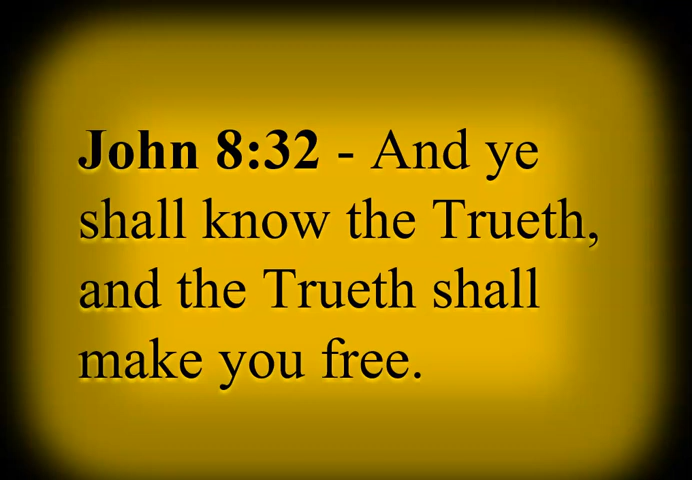 John 8:32 - And ye
shall know the Trueth,
and the Trueth shall
make you free.